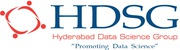 HDSG
Hyderabad Data Science Group
"Promoting Data Science"